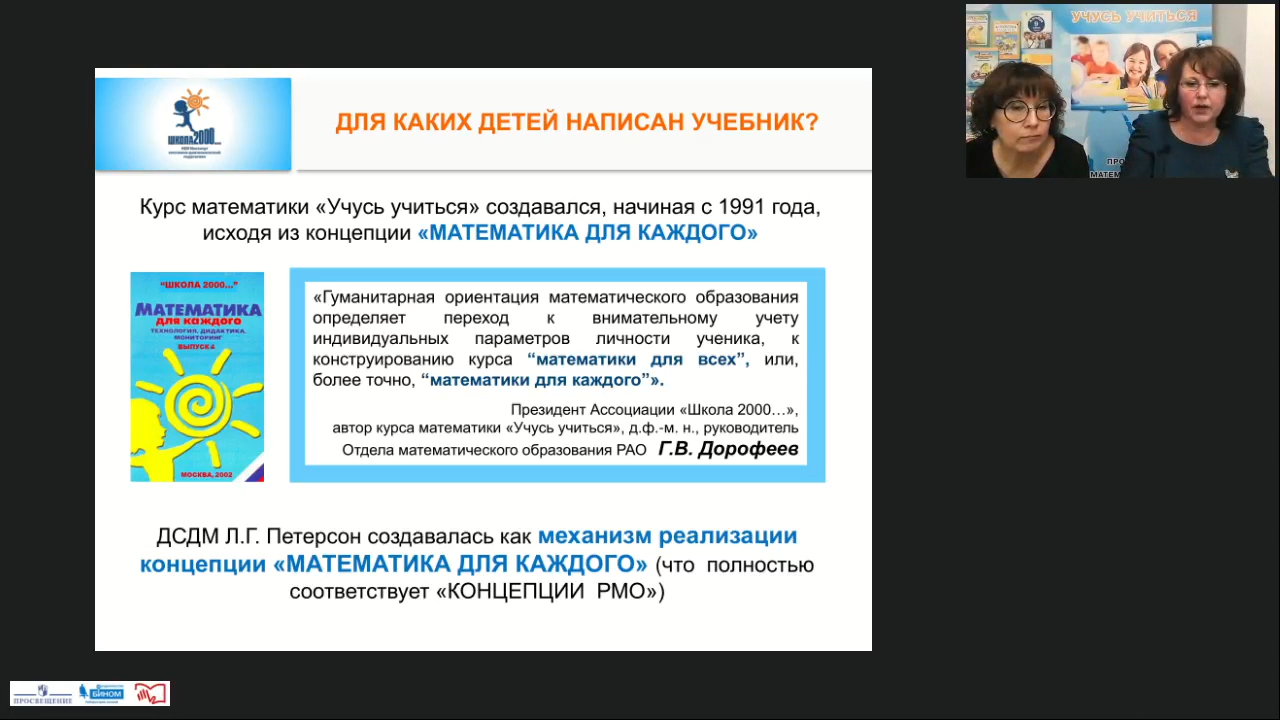 УЧУСЬ УЧИТЬСЯ
ПРО
МАТЕМ
ШКОЛА 2000...
ДЛЯ КАКИХ ДЕТЕЙ НАПИСАН УЧЕБНИК?
Курс математики «Учусь учиться» создавался, начиная с 1991 года,
исходя из концепции «МАТЕМАТИКА ДЛЯ КАЖДОГО»
"ШКОЛА 2000..."
МАТЕМАТИКА
для каждого
ТЕХНОЛОГИЯ. ДИДАКТИКА.
МОНИТОРИНГ
ВЫПУСК 4
МОСКВА, 2002
«Гуманитарная ориентация математического образования
определяет переход к внимательному учету
индивидуальных параметров личности ученика, к
конструированию курса “математики для всех”, или,
более точно, “математики для каждого”».
Президент Ассоциации «Школа 2000…»,
автор курса математики «Учусь учиться», д.ф.-м. н., руководитель
Отдела математического образования РАО Г.В. Дорофеев
ДСДМ Л.Г. Петерсон создавалась как механизм реализации
концепции «МАТЕМАТИКА ДЛЯ КАЖДОГО» (что полностью
соответствует «КОНЦЕПЦИИ РМО»)
ПРОСВЕЩЕНИЕ
БИНОМ